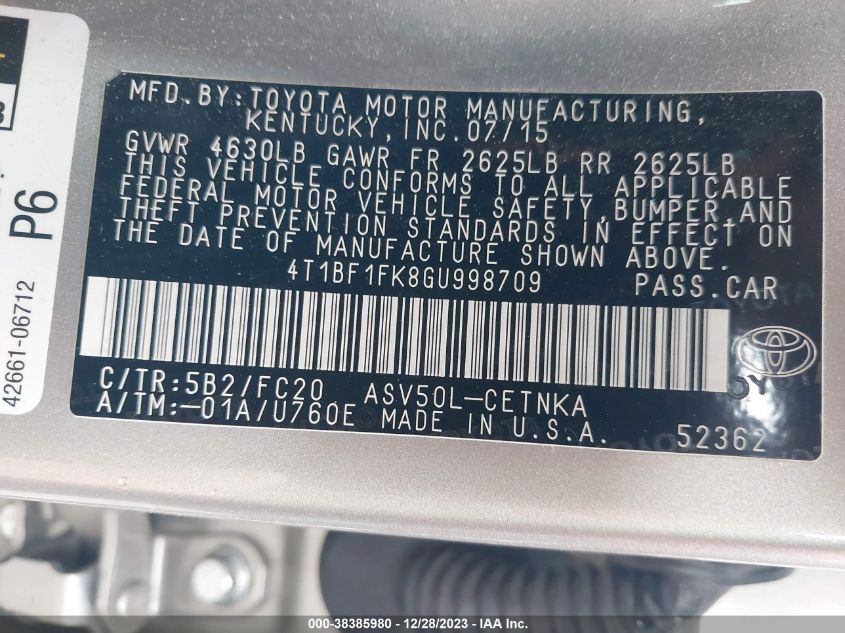 MFD.BY:TOYOTA MOTOR MANUFACTURING,
KENTUCKY, INC. 07/15
GVWR 4630LB GAWR FR 2625LB RR 2625LB
THIS VEHICLE CONFORMS TO ALL APPLICABLE
FEDERAL MOTOR VEHICLE SAFETY, BUMPER, AND
THEFT PREVENTION STANDARDS IN EFFECT ON
THE DATE OF MANUFACTURE SHOWN ABOVE.
4T1BF1FK8GU998709 PASS.CAR
C/TR:5B2/FC20 ASV50L-CETNKA
A/TM:-01A/U760E MADE IN U.S.A. 52362
P6
42661-06712
000-38385980 / 12/28/2023 - IAA Inc.